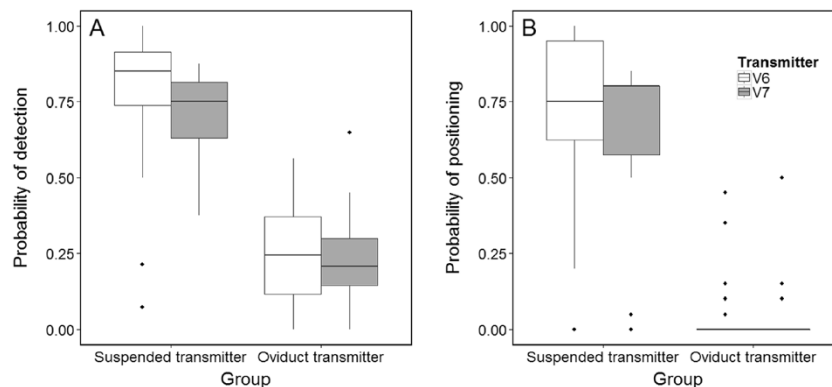 A
Probability of detection
1.00
0.75
0.50
0.25
0.00
Suspended transmitter Oviduct transmitter
Group
B
Probability of positioning
1.00
0.75
0.50
0.25
0.00
Transmitter
V6
V7
Suspended transmitter Oviduct transmitter
Group